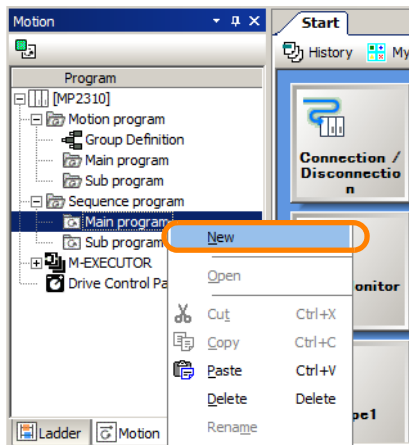 Motion
Start
History
My
Program
[MP2310]
Motion program
Group Definition
Main program
Sub program
Sequence program
Main program
Sub program
M-EXECUTOR
Drive Control Pa
New
Open
Cut Ctrl+X
Copy Ctrl+C
Paste Ctrl+V
Delete Delete
Rename
Connection /
Disconnectio
n
onitor
pe1
Ladder
Motion